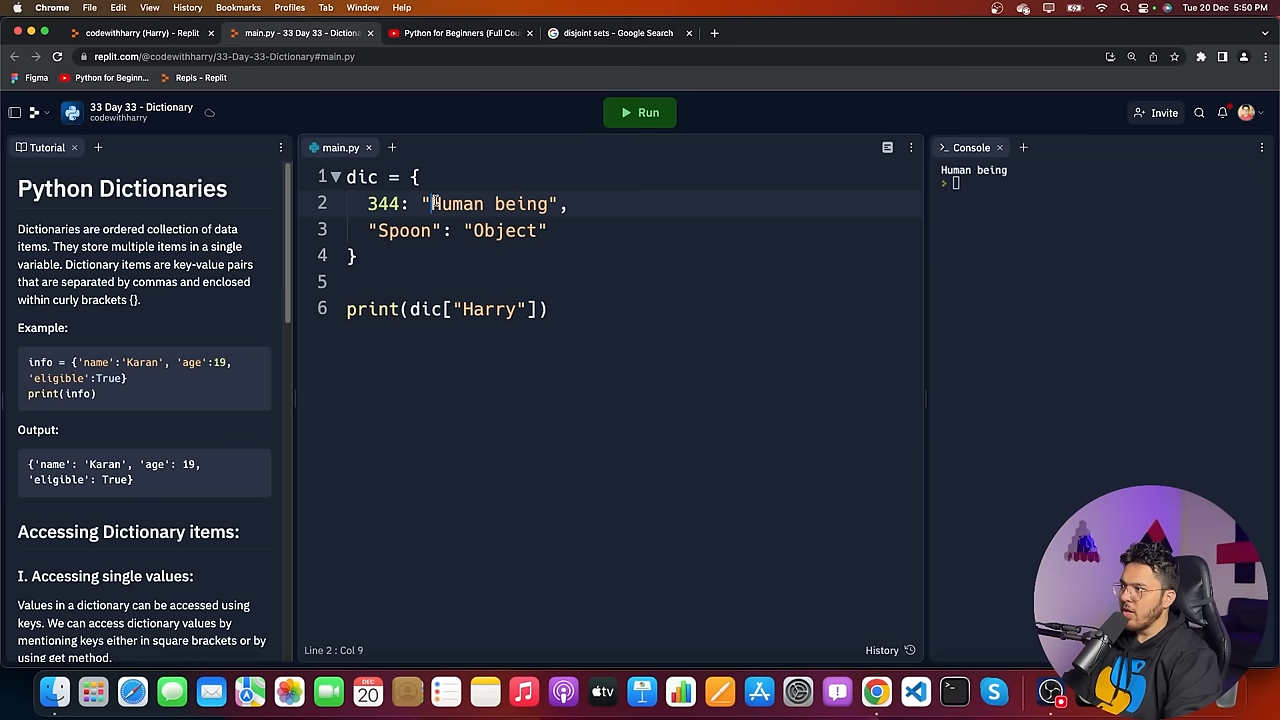 Chrome File Edit View History Bookmarks Profiles Tab Window Help Tue 20 Dec 5:50 PM
codewithharry (Harry) - Replit main.py - 33 Day 33 - Dictiona Python for Beginners (Full Cou disjoint sets - Google Search
replit.com/@codewithharry/33-Day-33-Dictionary#main.py
Figma Python for Beginn... Repls - Replit
33 Day 33 - Dictionary
codewithharry
Run
Invite
Tutorial
Python Dictionaries
Dictionaries are ordered collection of data
items. They store multiple items in a single
variable. Dictionary items are key-value pairs
that are separated by commas and enclosed
within curly brackets {}.
Example:
info = {'name':'Karan', 'age':19,
'eligible':True}
print(info)
Output:
{'name': 'Karan', 'age': 19,
'eligible': True}
Accessing Dictionary items:
I. Accessing single values:
Values in a dictionary can be accessed using
keys. We can access dictionary values by
mentioning keys either in square brackets or by
using get method.
main.py
1 dic = {
2 344: "Human being",
3 "Spoon": "Object"
4 }
5
6 print(dic["Harry"])
Line 2 : Col 9
History
Console
Human being
DEC
20
tv